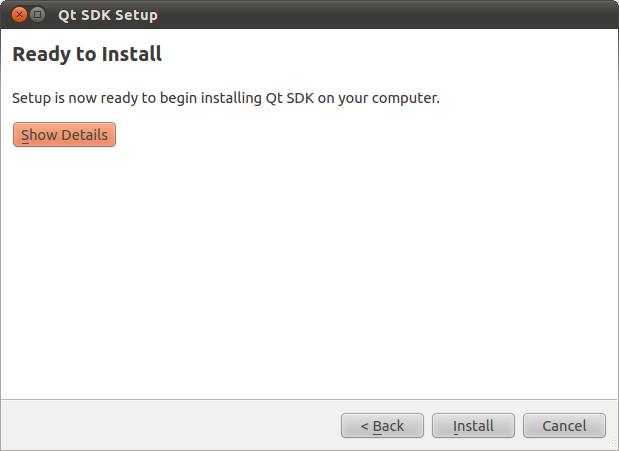 Qt SDK Setup
Ready to Install
Setup is now ready to begin installing Qt SDK on your computer.
Show Details
< Back Install Cancel